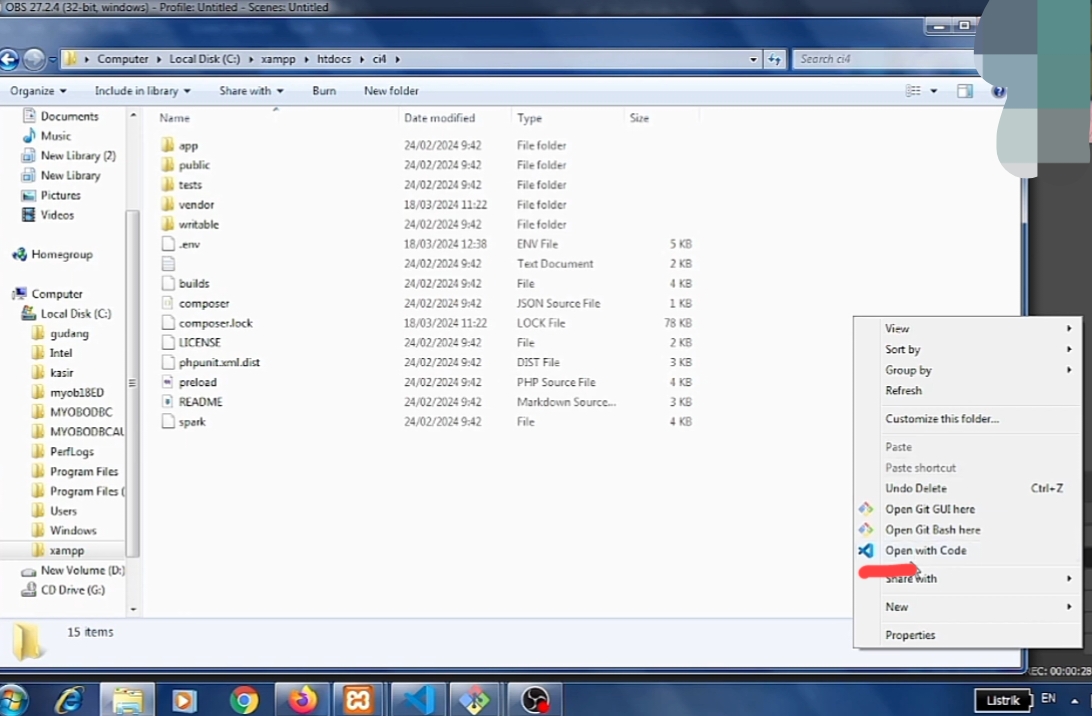 OBS 27.2.4 (32-bit, windows) - Profile: Untitled - Scenes: Untitled
Computer Local Disk (C:) xampp htdocs ci4
Search ci4
Organize Include in library Share with Burn New folder
Documents
Music
New Library (2)
New Library
Pictures
Videos
Homegroup
Computer
Local Disk (C:)
gudang
Intel
kasir
myob18ED
MYOBODBC
MYOBODBCAU
PerfLogs
Program Files
Program Files (
Users
Windows
xampp
New Volume (D:)
CD Drive (G:)
Name Date modified Type Size
app 24/02/2024 9:42 File folder
public 24/02/2024 9:42 File folder
tests 24/02/2024 9:42 File folder
vendor 18/03/2024 11:22 File folder
writable 24/02/2024 9:42 File folder
.env 18/03/2024 12:38 ENV File 5 KB
24/02/2024 9:42 Text Document 2 KB
builds 24/02/2024 9:42 File 4 KB
composer 24/02/2024 9:42 JSON Source File 1 KB
composer.lock 18/03/2024 11:22 LOCK File 78 KB
LICENSE 24/02/2024 9:42 File 2 KB
phpunit.xml.dist 24/02/2024 9:42 DIST File 3 KB
preload 24/02/2024 9:42 PHP Source File 4 KB
README 24/02/2024 9:42 Markdown Source... 3 KB
spark 24/02/2024 9:42 File 4 KB
View
Sort by
Group by
Refresh
Customize this folder...
Paste
Paste shortcut
Undo Delete Ctrl+Z
Open Git GUI here
Open Git Bash here
Open with Code
Share with
New
Properties
15 items
REC: 00:00:28
Listrik EN